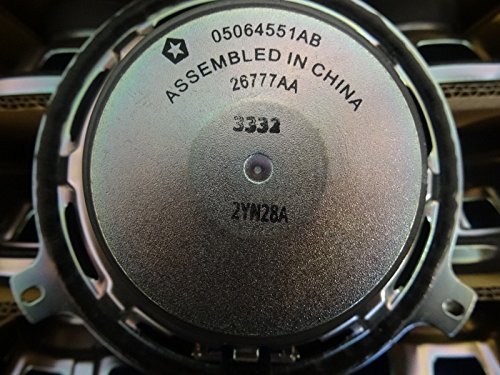 05064551AB
ASSEMBLED IN CHINA
26777AA
3332
2YN28A